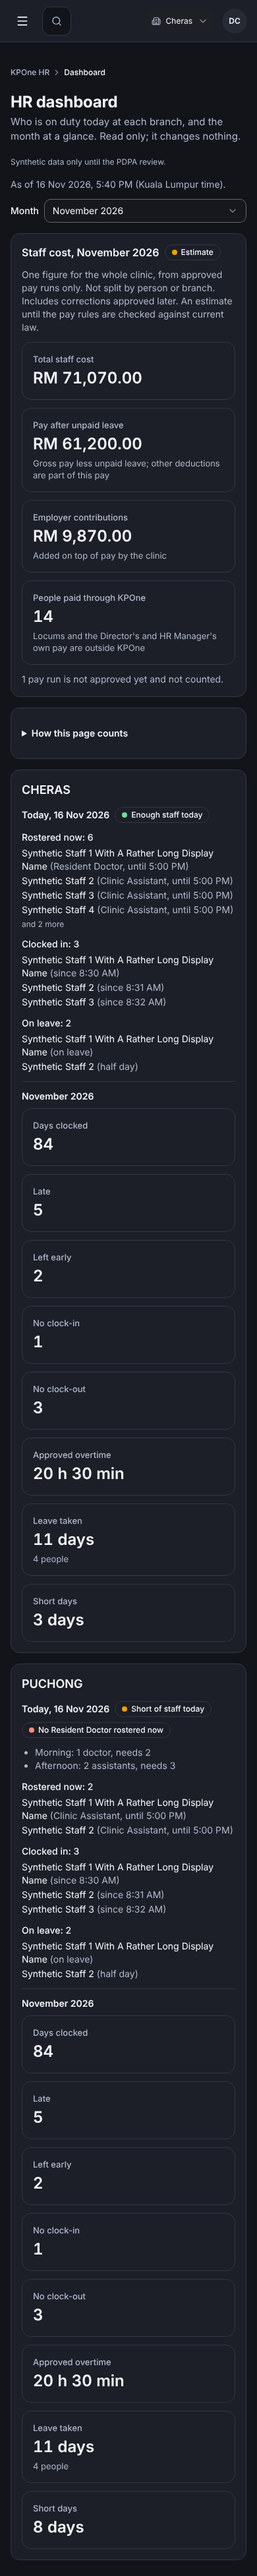 Cheras
DC
KPOne HR > Dashboard
HR dashboard
Who is on duty today at each branch, and the
month at a glance. Read only; it changes nothing.
Synthetic data only until the PDPA review.
As of 16 Nov 2026, 5:40 PM (Kuala Lumpur time).
Month
November 2026
Staff cost, November 2026
Estimate
One figure for the whole clinic, from approved
pay runs only. Not split by person or branch.
Includes corrections approved later. An estimate
until the pay rules are checked against current
law.
Total staff cost
RM 71,070.00
Pay after unpaid leave
RM 61,200.00
Gross pay less unpaid leave; other deductions
are part of this pay
Employer contributions
RM 9,870.00
Added on top of pay by the clinic
People paid through KPOne
14
Locums and the Director's and HR Manager's
own pay are outside KPOne
1 pay run is not approved yet and not counted.
How this page counts
CHERAS
Today, 16 Nov 2026
Enough staff today
Rostered now: 6
Synthetic Staff 1 With A Rather Long Display
Name (Resident Doctor, until 5:00 PM)
Synthetic Staff 2 (Clinic Assistant, until 5:00 PM)
Synthetic Staff 3 (Clinic Assistant, until 5:00 PM)
Synthetic Staff 4 (Clinic Assistant, until 5:00 PM)
and 2 more
Clocked in: 3
Synthetic Staff 1 With A Rather Long Display
Name (since 8:30 AM)
Synthetic Staff 2 (since 8:31 AM)
Synthetic Staff 3 (since 8:32 AM)
On leave: 2
Synthetic Staff 1 With A Rather Long Display
Name (on leave)
Synthetic Staff 2 (half day)
November 2026
Days clocked
84
Late
5
Left early
2
No clock-in
1
No clock-out
3
Approved overtime
20 h 30 min
Leave taken
11 days
4 people
Short days
3 days
PUCHONG
Today, 16 Nov 2026
Short of staff today
No Resident Doctor rostered now
• Morning: 1 doctor, needs 2
• Afternoon: 2 assistants, needs 3
Rostered now: 2
Synthetic Staff 1 With A Rather Long Display
Name (Clinic Assistant, until 5:00 PM)
Synthetic Staff 2 (Clinic Assistant, until 5:00 PM)
Clocked in: 3
Synthetic Staff 1 With A Rather Long Display
Name (since 8:30 AM)
Synthetic Staff 2 (since 8:31 AM)
Synthetic Staff 3 (since 8:32 AM)
On leave: 2
Synthetic Staff 1 With A Rather Long Display
Name (on leave)
Synthetic Staff 2 (half day)
November 2026
Days clocked
84
Late
5
Left early
2
No clock-in
1
No clock-out
3
Approved overtime
20 h 30 min
Leave taken
11 days
4 people
Short days
8 days